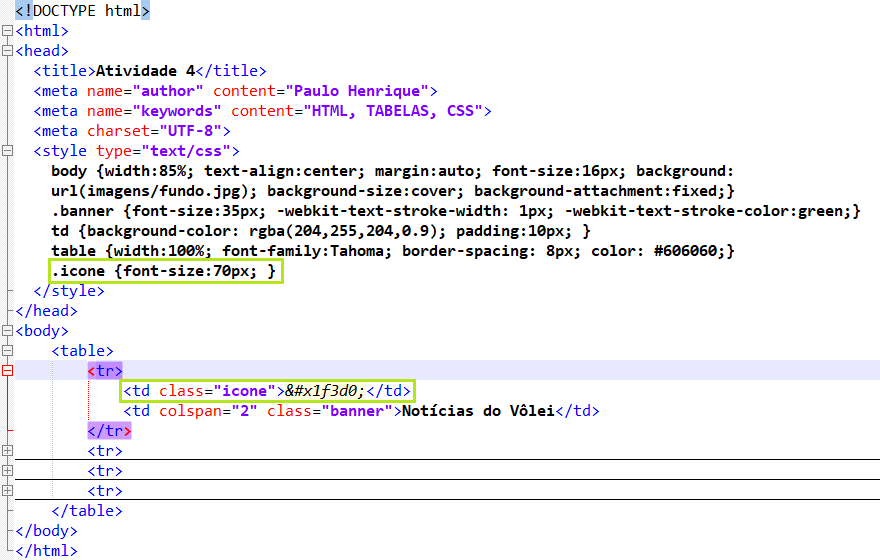 <!DOCTYPE html>
<html>
<head>
<title>Atividade 4</title>
<meta name="author" content="Paulo Henrique">
<meta name="keywords" content="HTML, TABELAS, CSS">
<meta charset="UTF-8">
<style type="text/css">
body {width:85%; text-align:center; margin:auto; font-size:16px; background:
url(imagens/fundo.jpg); background-size:cover; background-attachment:fixed;}
.banner {font-size:35px; -webkit-text-stroke-width: 1px; -webkit-text-stroke-color:green;}
td {background-color: rgba(204,255,204,0.9); padding:10px; }
table {width:100%; font-family:Tahoma; border-spacing: 8px; color: #606060;}
.icone {font-size:70px; }
</style>
</head>
<body>
<table>
<tr>
<td class="icone">&#x1f3d0;</td>
<td colspan="2" class="banner">Notícias do Vôlei</td>
</tr>
<tr>
<tr>
<tr>
</table>
</body>
</html>